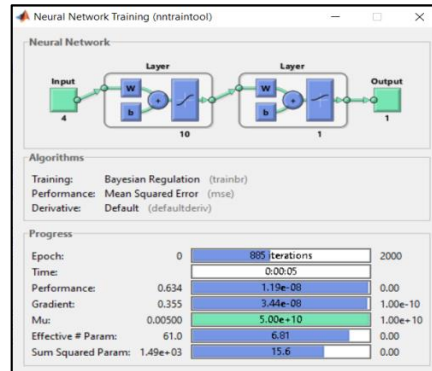 Neural Network Training (nntraintool)
Neural Network
Layer Layer
Input Output
W W
b b
+ +
4 10 1 1
Algorithms
Training: Bayesian Regulation (trainbr)
Performance: Mean Squared Error (mse)
Derivative: Default (defaultderiv)
Progress
Epoch: 0 885 iterations 2000
Time: 0:00:05
Performance: 0.634 1.19e-08 0.00
Gradient: 0.355 3.44e-08 1.00e-10
Mu: 0.00500 5.00e+10 1.00e+10
Effective # Param: 61.0 6.81 0.00
Sum Squared Param: 1.49e+03 15.6 0.00